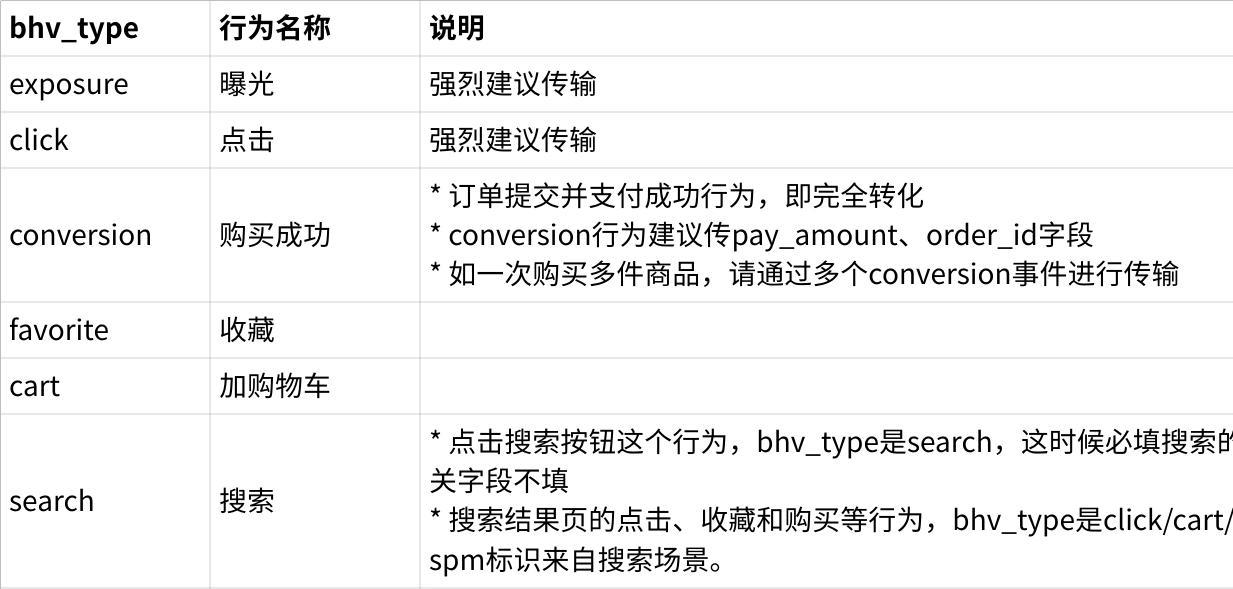 bhv_type 行为名称 说明
exposure 曝光 强烈建议传输
click 点击 强烈建议传输
conversion 购买成功 * 订单提交并支付成功行为，即完全转化
* conversion行为建议传pay_amount、order_id字段
* 如一次购买多件商品，请通过多个conversion事件进行传输
favorite 收藏
cart 加购物车
search 搜索 * 点击搜索按钮这个行为，bhv_type是search，这时候必填搜索的
关字段不填
* 搜索结果页的点击、收藏和购买等行为，bhv_type是click/cart/
spm标识来自搜索场景。